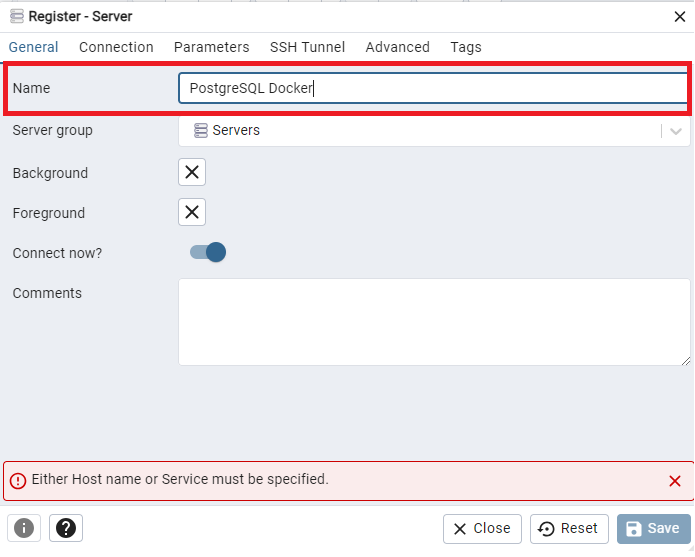 Register - Server
General Connection Parameters SSH Tunnel Advanced Tags
Name PostgreSQL Docker
Server group Servers
Background
Foreground
Connect now?
Comments
Either Host name or Service must be specified.
Close Reset Save